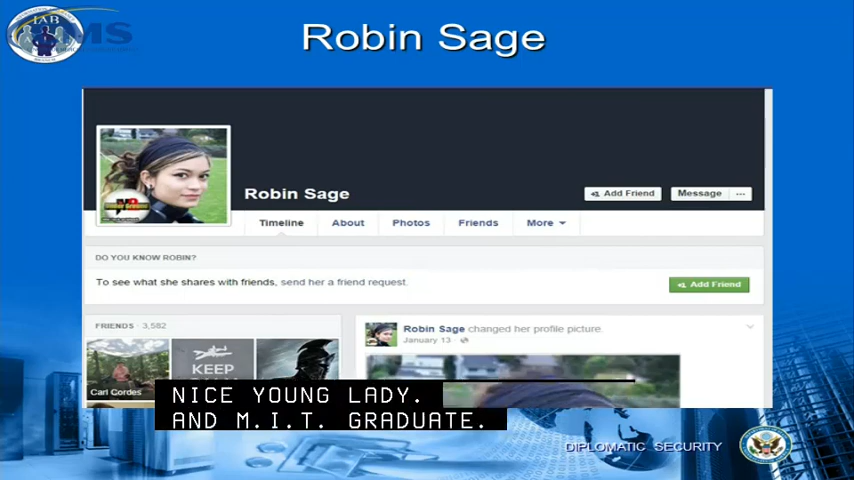 IAB
MS
Robin Sage
Robin Sage
Add Friend
Message
...
Timeline
About
Photos
Friends
More
DO YOU KNOW ROBIN?
To see what she shares with friends, send her a friend request.
Add Friend
FRIENDS · 3,582
Robin Sage changed her profile picture.
January 13 ·
KEEP
Carl Cordes
NICE YOUNG LADY.
AND M.I.T. GRADUATE.
DIPLOMATIC SECURITY